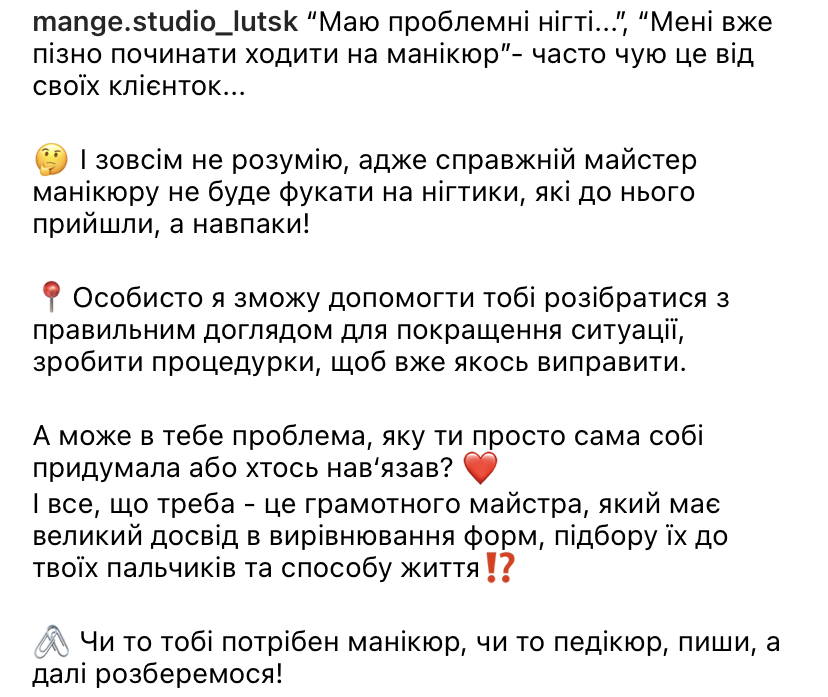 mange.studio_lutsk “Маю проблемні нігті...”, “Мені вже
пізно починати ходити на манікюр”- часто чую це від
своїх клієнток...
🤔 І зовсім не розумію, адже справжній майстер
манікюру не буде фукати на нігтики, які до нього
прийшли, а навпаки!
📍 Особисто я зможу допомогти тобі розібратися з
правильним доглядом для покращення ситуації,
зробити процедурки, щоб вже якось виправити.
А може в тебе проблема, яку ти просто сама собі
придумала або хтось нав‘язав? ❤️
І все, що треба - це грамотного майстра, який має
великий досвід в вирівнювання форм, підбору їх до
твоїх пальчиків та способу життя⁉️
🖇️ Чи то тобі потрібен манікюр, чи то педікюр, пиши, а
далі розберемося!